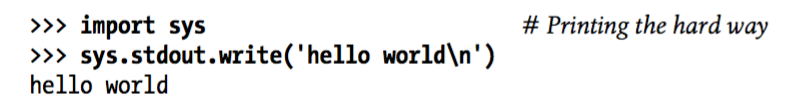 >>> import sys # Printing the hard way
>>> sys.stdout.write('hello world\n')
hello world